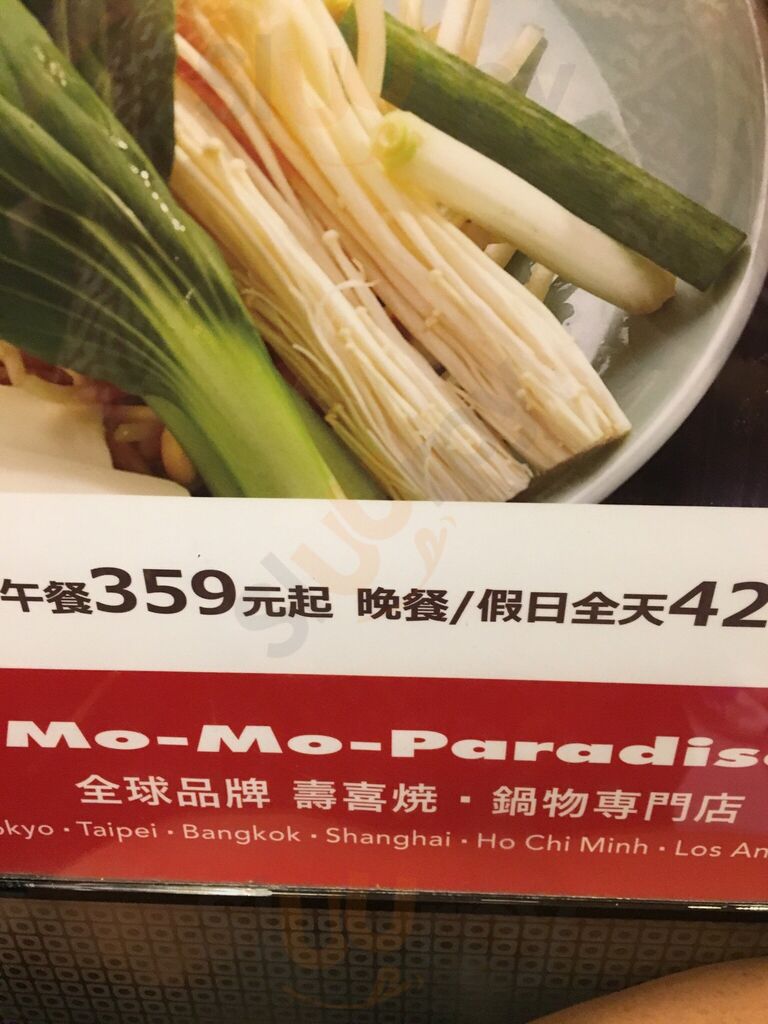 午餐359元起 晚餐/假日全天42
Mo-Mo-Paradis
全球品牌 壽喜燒・鍋物專門店
okyo・Taipei・Bangkok・Shanghai・Ho Chi Minh・Los An